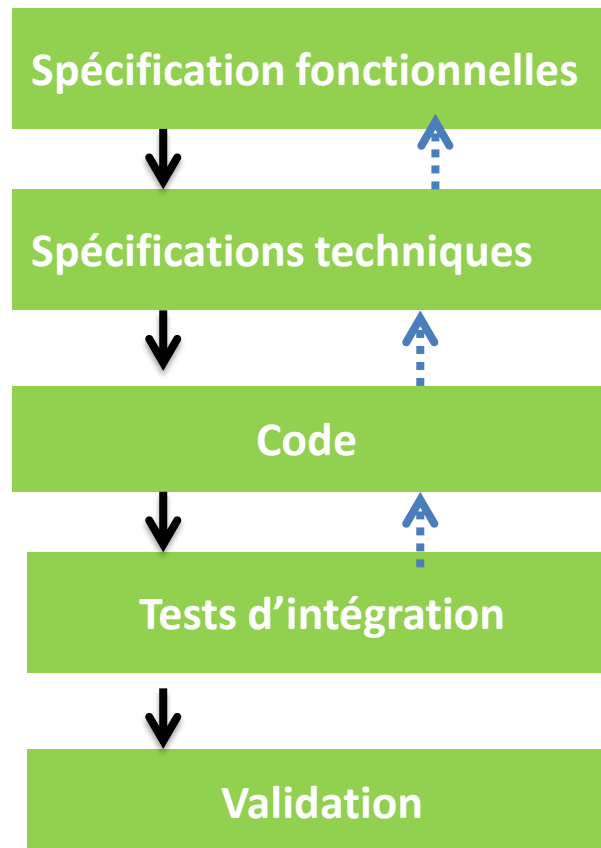 Spécification fonctionnelles
Spécifications techniques
Code
Tests d’intégration
Validation